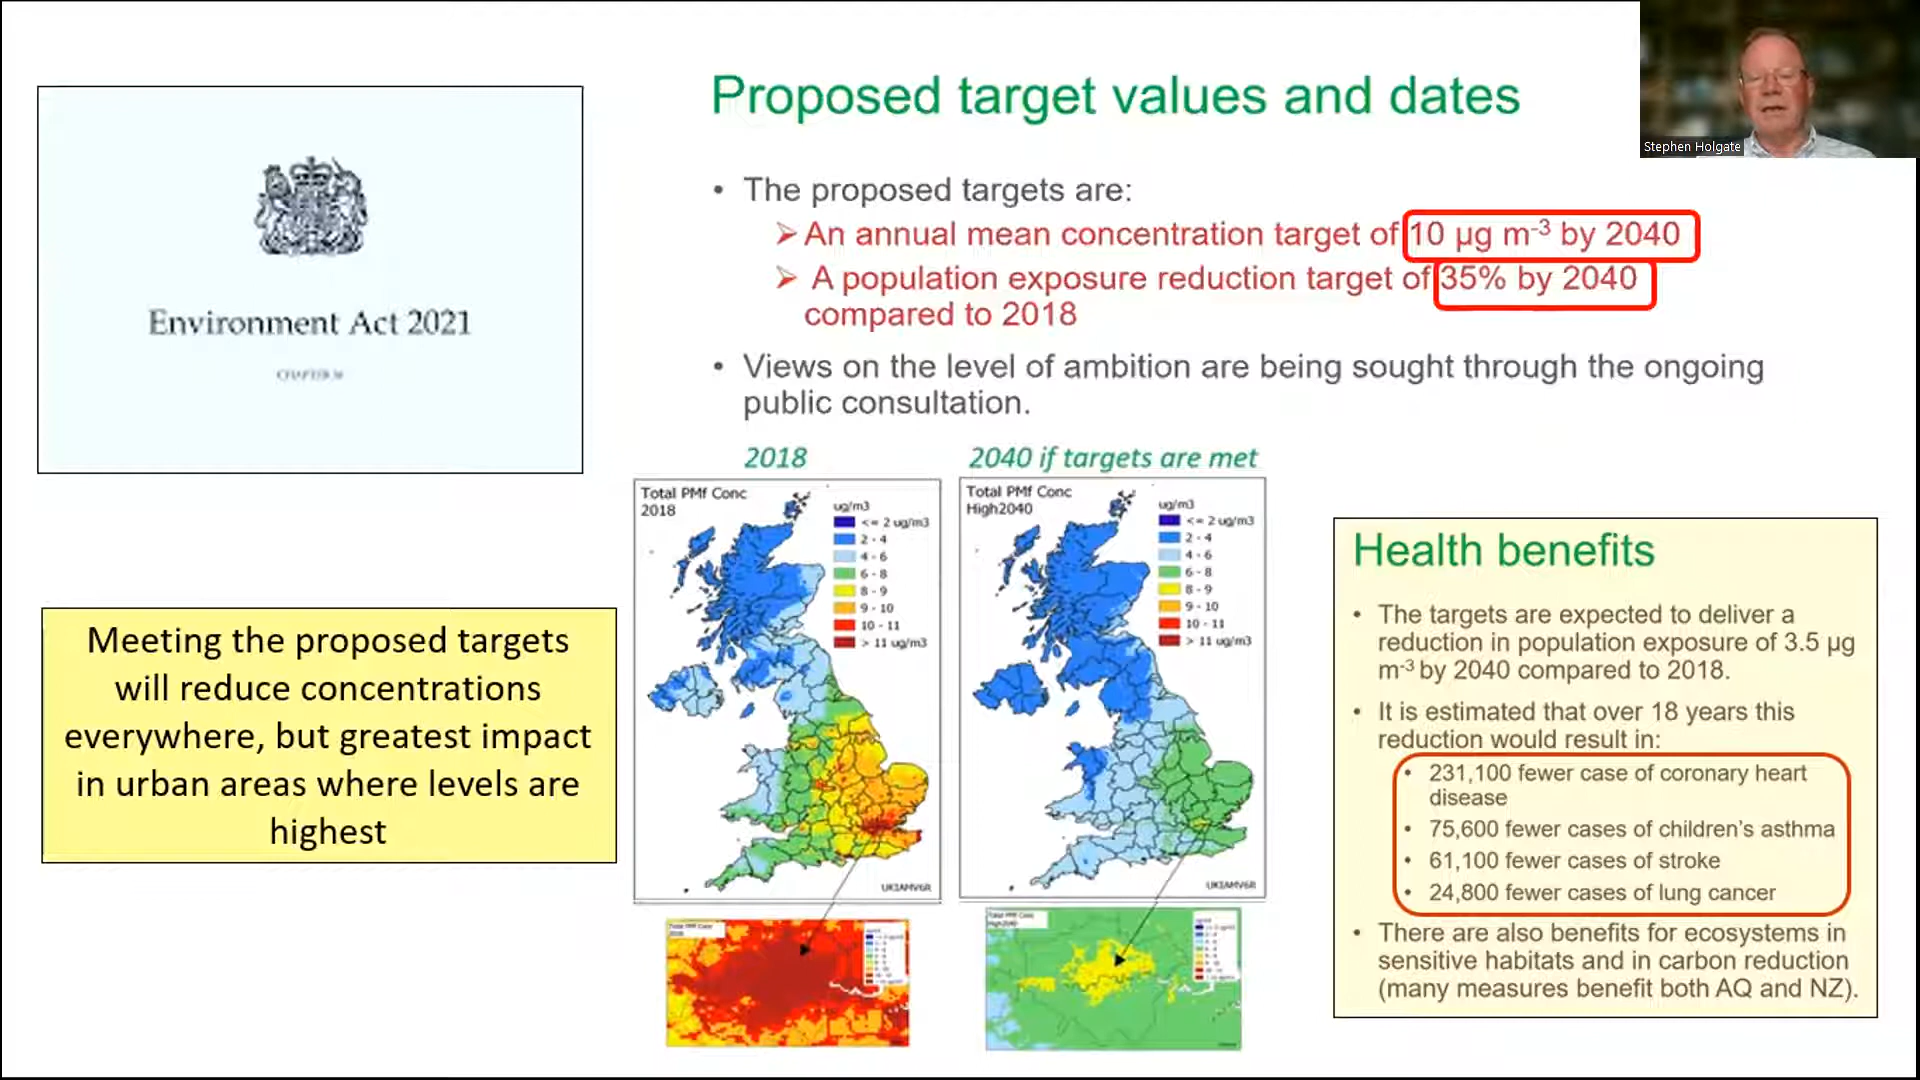 Stephen Holgate
Proposed target values and dates
Environment Act 2021
• The proposed targets are:
➢ An annual mean concentration target of 10 µg m-3 by 2040
➢ A population exposure reduction target of 35% by 2040
compared to 2018
• Views on the level of ambition are being sought through the ongoing
public consultation.
Meeting the proposed targets
will reduce concentrations
everywhere, but greatest impact
in urban areas where levels are
highest
2018
Total PMf Conc
2018
ug/m3
<= 2 ug/m3
2 - 4
4 - 6
6 - 8
8 - 9
9 - 10
10 - 11
> 11 ug/m3
UKIAMV6R
2040 if targets are met
Total PMf Conc
High2040
ug/m3
<= 2 ug/m3
2 - 4
4 - 6
6 - 8
8 - 9
9 - 10
10 - 11
> 11 ug/m3
UKIAMV6R
Health benefits
• The targets are expected to deliver a
reduction in population exposure of 3.5 µg
m-3 by 2040 compared to 2018.
• It is estimated that over 18 years this
reduction would result in:
• 231,100 fewer case of coronary heart
disease
• 75,600 fewer cases of children's asthma
• 61,100 fewer cases of stroke
• 24,800 fewer cases of lung cancer
• There are also benefits for ecosystems in
sensitive habitats and in carbon reduction
(many measures benefit both AQ and NZ).